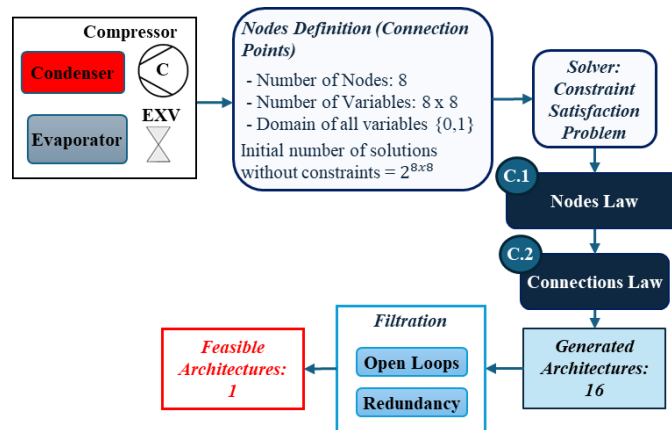 Compressor
Condenser
C
EXV
Evaporator
Nodes Definition (Connection
Points)
- Number of Nodes: 8
- Number of Variables: 8 x 8
- Domain of all variables {0,1}
Initial number of solutions
without constraints = 2^{8x8}
Solver:
Constraint
Satisfaction
Problem
C.1
Nodes Law
C.2
Connections Law
Generated
Architectures:
16
Filtration
Open Loops
Redundancy
Feasible
Architectures:
1